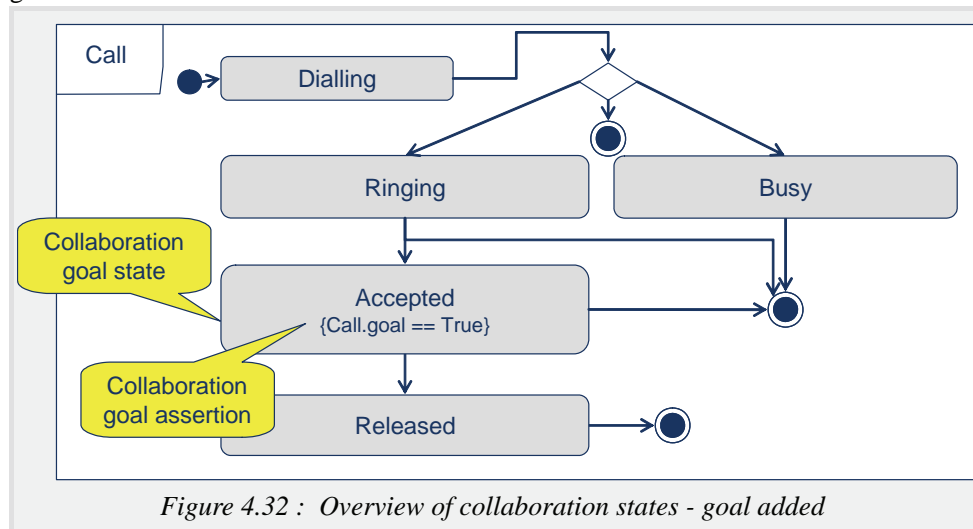 Call
Dialling
Ringing
Busy
Collaboration
goal state
Accepted
{Call.goal == True}
Collaboration
goal assertion
Released
Figure 4.32 : Overview of collaboration states - goal added